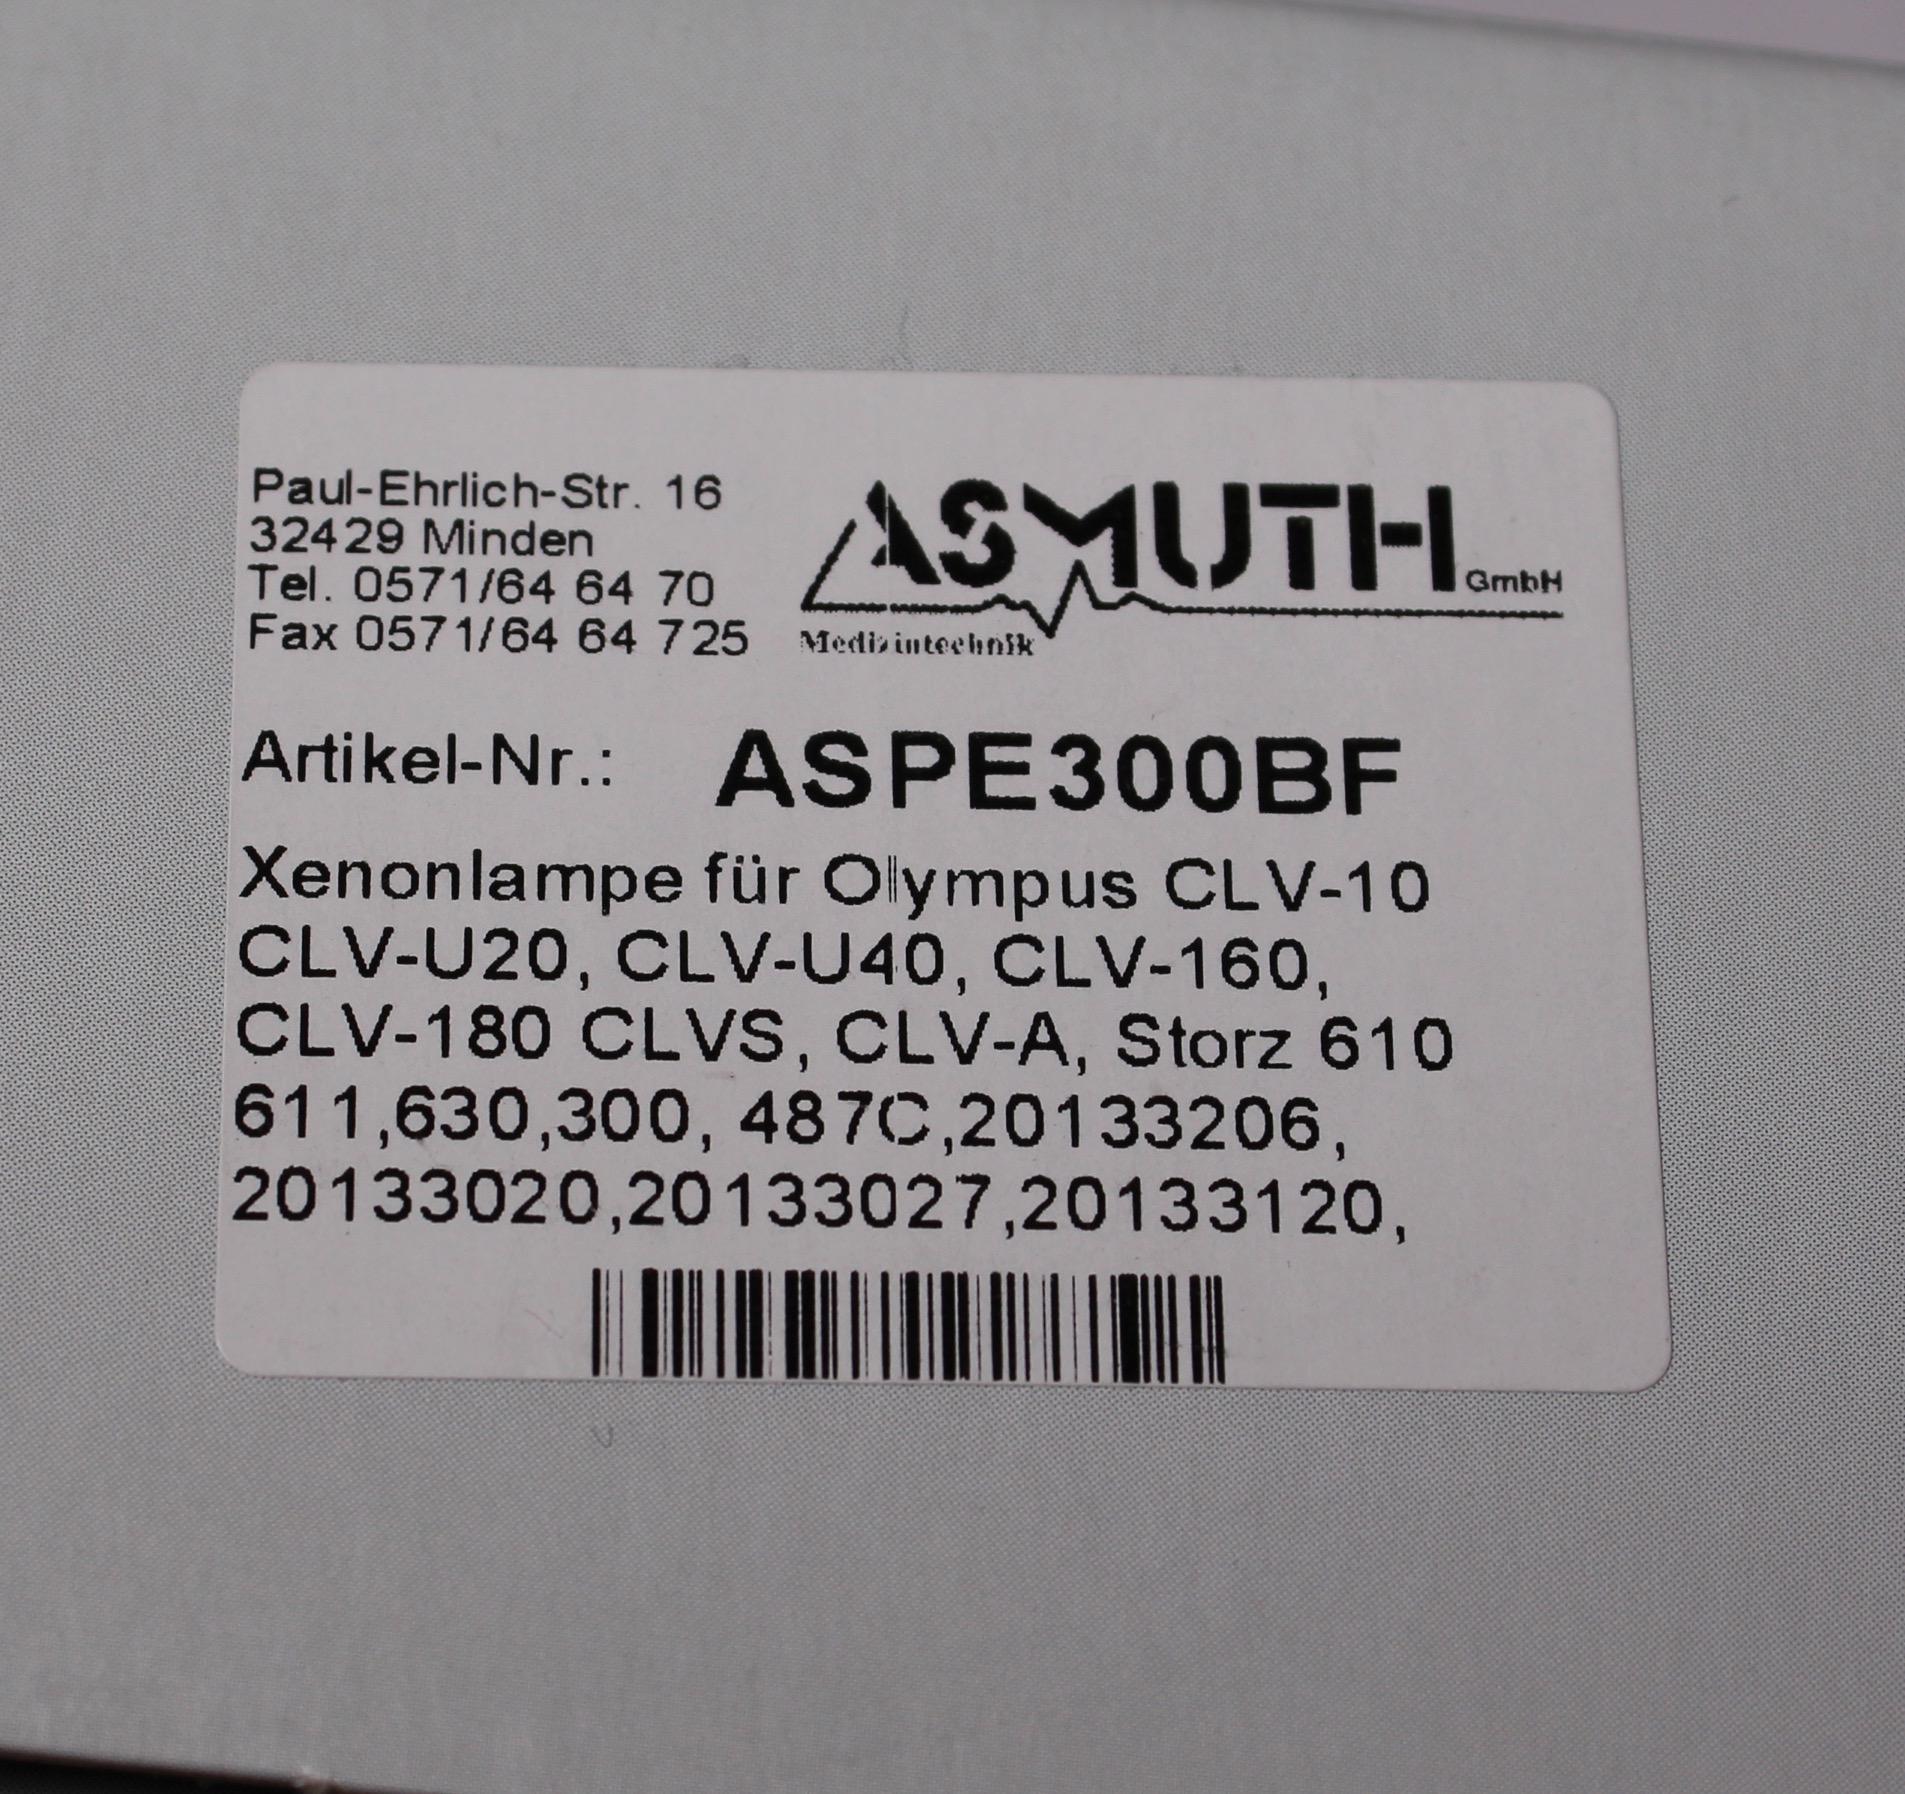 Paul-Ehrlich-Str. 16
32429 Minden
Tel. 0571/64 64 70
Fax 0571/64 64 725
ASMUTH GmbH
Medizintechnik
Artikel-Nr.: ASPE300BF
Xenonlampe für Olympus CLV-10
CLV-U20, CLV-U40, CLV-160,
CLV-180 CLVS, CLV-A, Storz 610
611,630,300, 487C,20133206,
20133020,20133027,20133120,